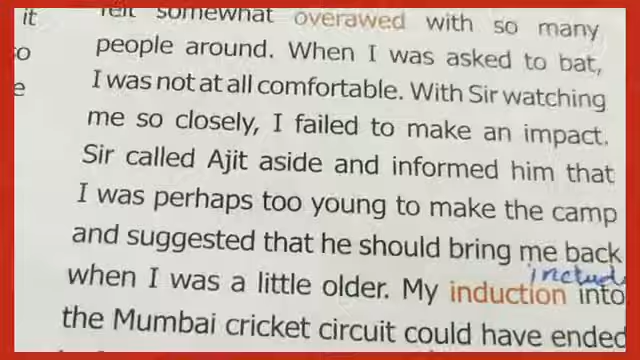 it
felt somewhat overawed with so many
so
people around. When I was asked to bat,
e
I was not at all comfortable. With Sir watching
me so closely, I failed to make an impact.
Sir called Ajit aside and informed him that
I was perhaps too young to make the camp
and suggested that he should bring me back
includ
when I was a little older. My induction into
the Mumbai cricket circuit could have ended